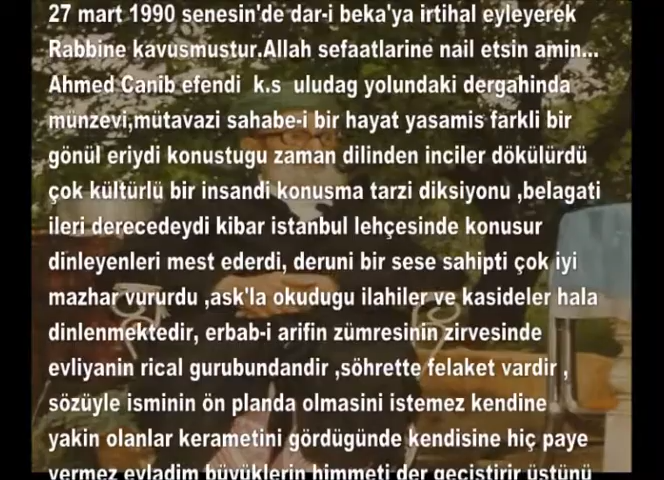 27 mart 1990 senesin'de dar-i beka'ya irtihal eyleyerek
Rabbine kavusmustur.Allah sefaatlarine nail etsin amin...
Ahmed Canib efendi k.s uludag yolundaki dergahinda
münzevi,mütavazi sahabe-i bir hayat yasamis farkli bir
gönül eriydi konustugu zaman dilinden inciler dökülürdü
çok kültürlü bir insandi konusma tarzi diksiyonu ,belagati
ileri derecedeydi kibar istanbul lehçesinde konusur
dinleyenleri mest ederdi, deruni bir sese sahipti çok iyi
mazhar vururdu ,ask'la okudugu ilahiler ve kasideler hala
dinlenmektedir, erbab-i arifin zümresinin zirvesinde
evliyanin rical gurubundandir ,söhrette felaket vardir ,
sözüyle isminin ön planda olmasini istemez kendine
yakin olanlar kerametini gördügünde kendisine hiç paye
vermez evladim büyüklerin himmeti der geçistirir üstünü